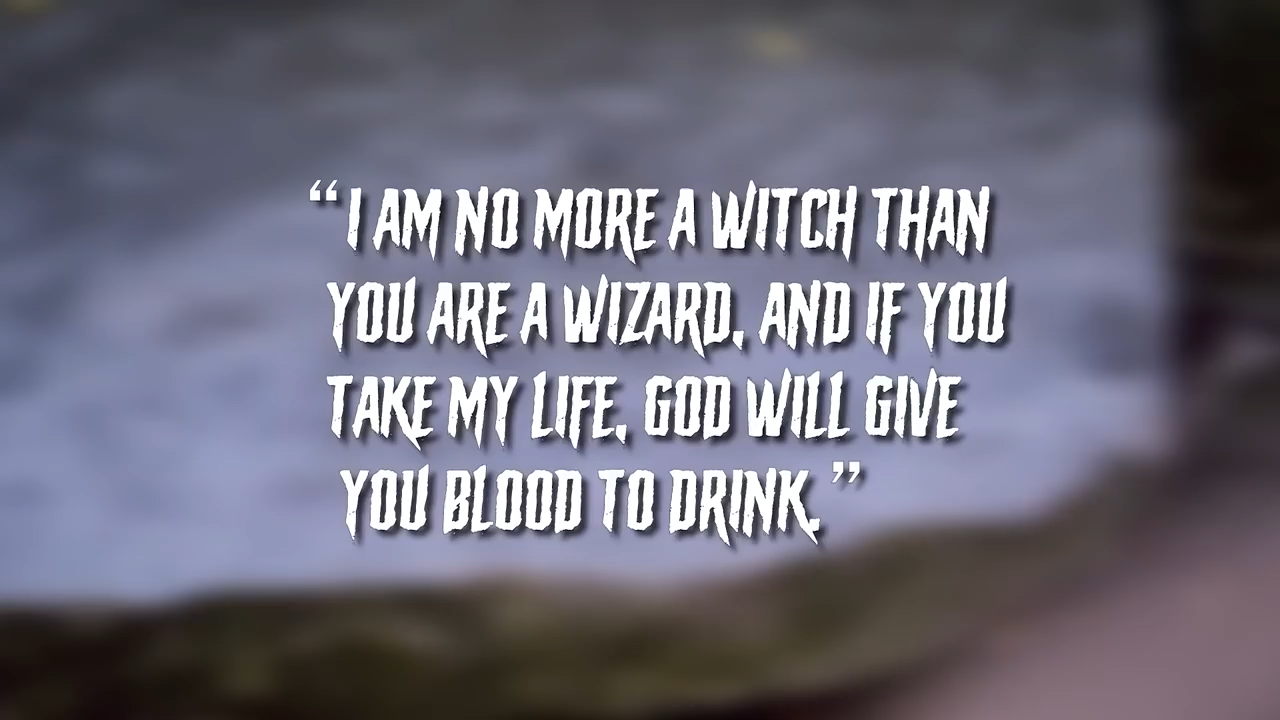 “I AM NO MORE A WITCH THAN
YOU ARE A WIZARD, AND IF YOU
TAKE MY LIFE, GOD WILL GIVE
YOU BLOOD TO DRINK.”